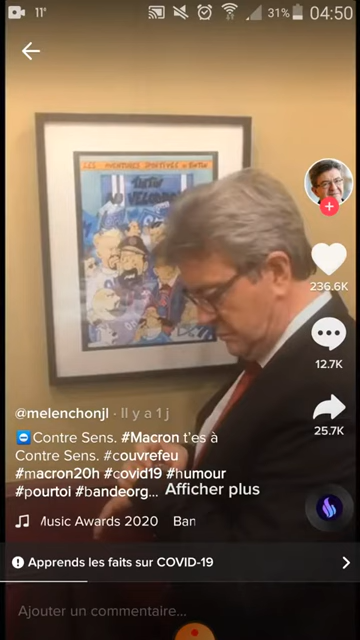 11"
31%
04:50
LES AVENTURES SPORTIVES DE TINTIN
TINTIN
AU VELODROME
236.6K
12.7K
25.7K
@melenchonjl · Il y a 1 j
Contre Sens. #Macron t'es à
Contre Sens. #couvrefeu
#macron20h #covid19 #humour
#pourtoi #bandeorg... Afficher plus
Music Awards 2020 Ban
Apprends les faits sur COVID-19
Ajouter un commentaire...